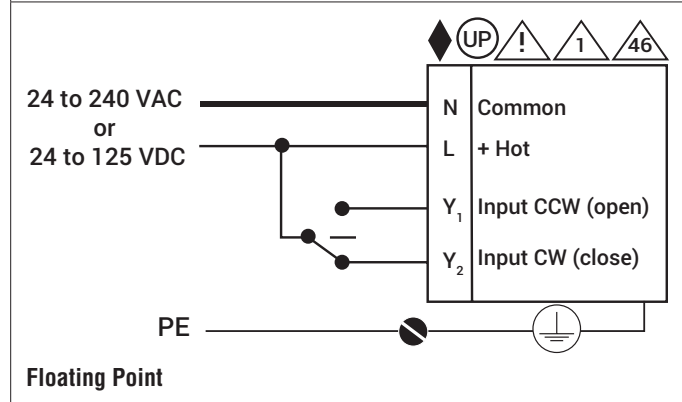 UP ! 1 46
24 to 240 VAC
or
24 to 125 VDC
N Common
L + Hot
Y₁ Input CCW (open)
Y₂ Input CW (close)
PE
Floating Point